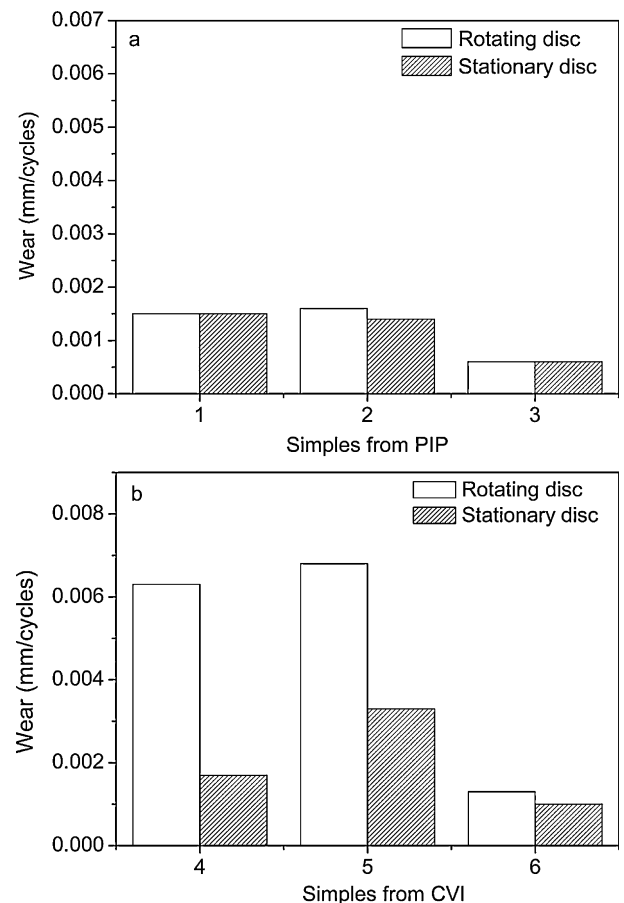 a
Rotating disc
Stationary disc
0.007
0.006
0.005
0.004
0.003
0.002
0.001
0.000
Wear (mm/cycles)
1 2 3
Simples from PIP
b
Rotating disc
Stationary disc
0.008
0.006
0.004
0.002
0.000
Wear (mm/cycles)
4 5 6
Simples from CVI